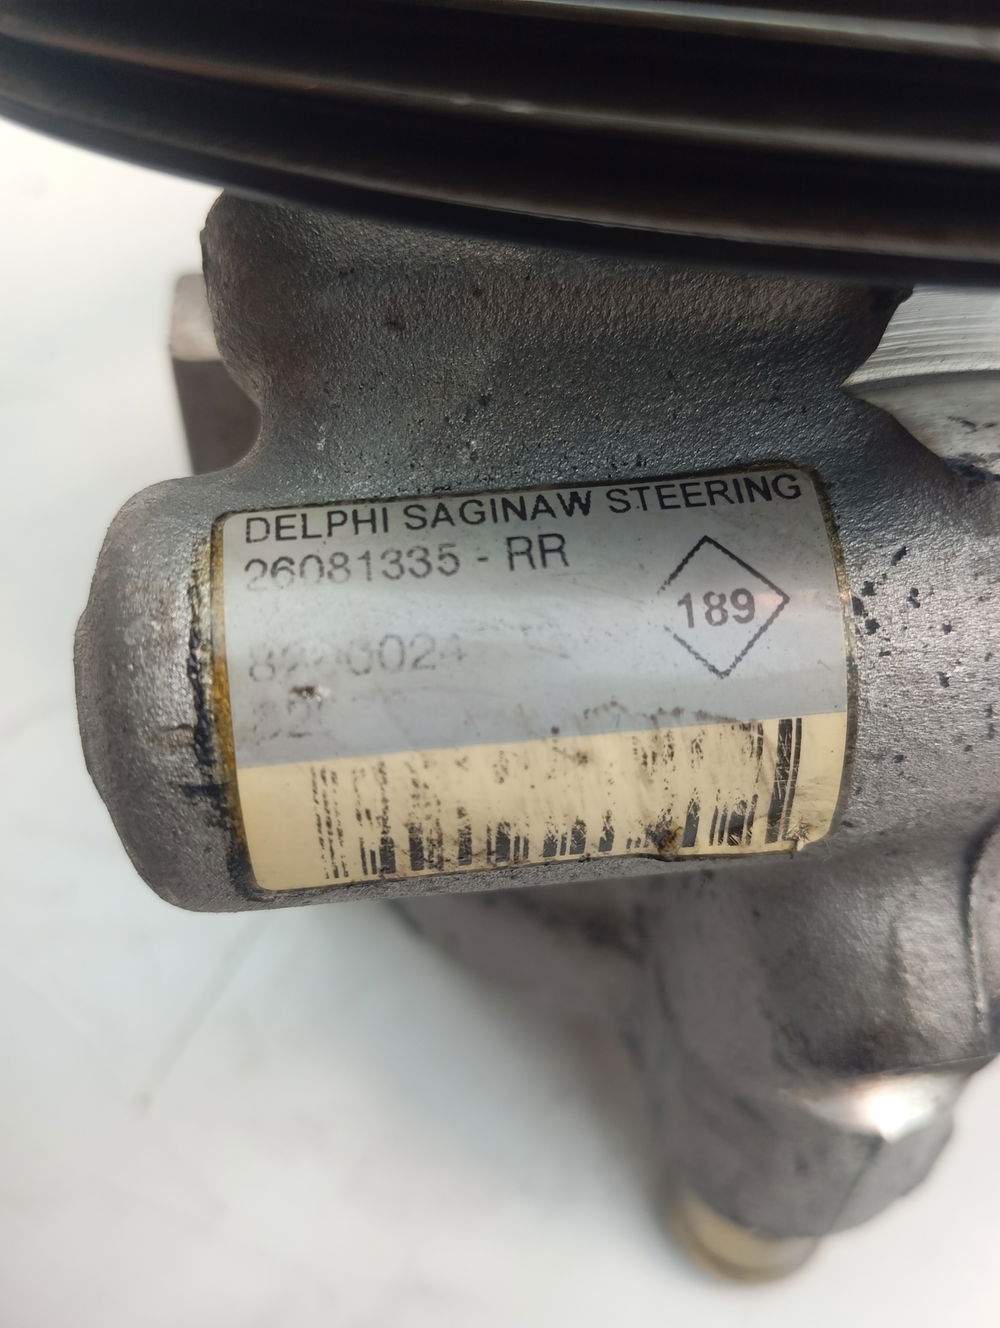 DELPHI SAGINAW STEERING
26081335 - RR
189